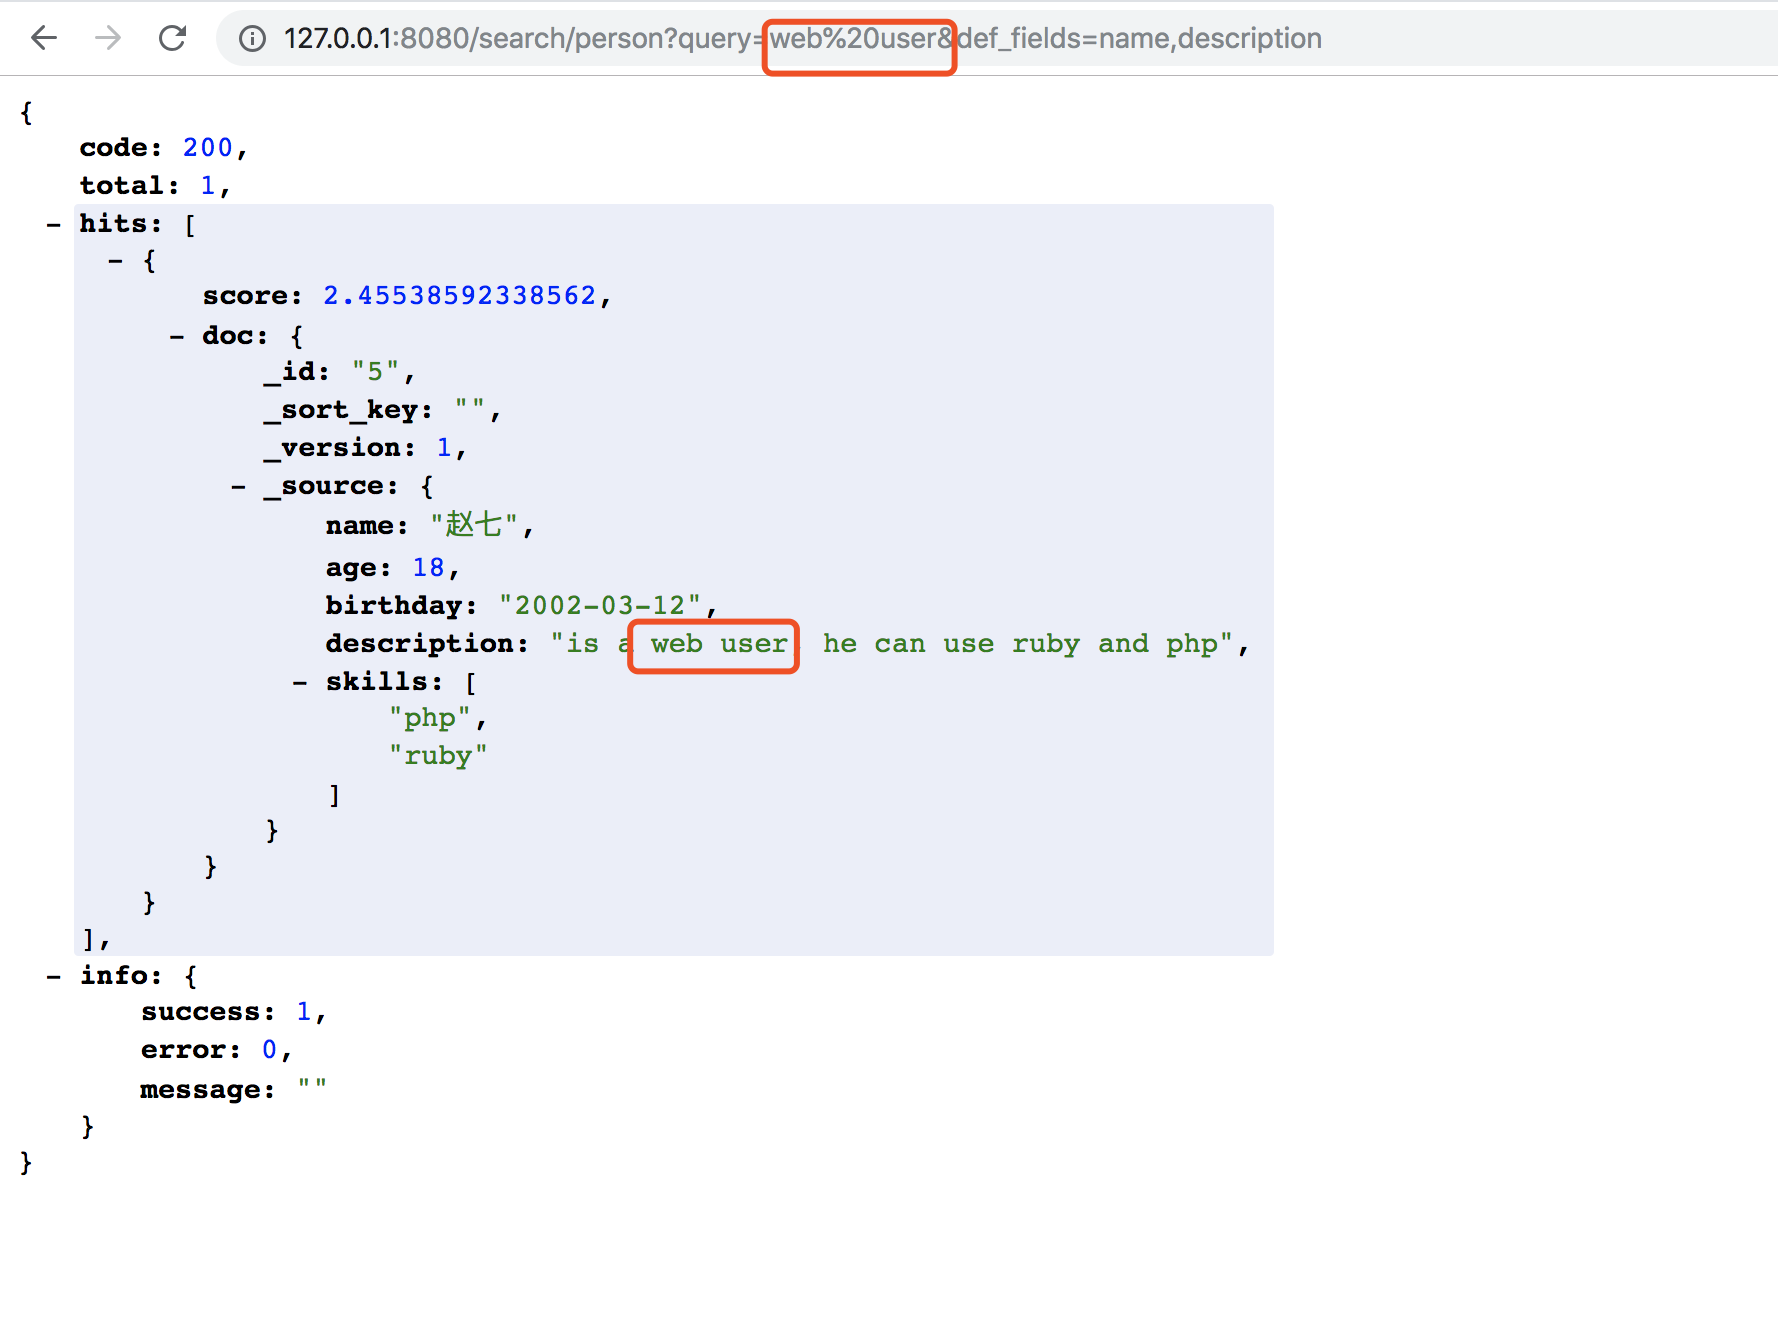 127.0.0.1:8080/search/person?query=web%20user&def_fields=name,description
{
code: 200,
total: 1,
- hits: [
- {
score: 2.45538592338562,
- doc: {
_id: "5",
_sort_key: "",
_version: 1,
- _source: {
name: "赵七",
age: 18,
birthday: "2002-03-12",
description: "is a web user he can use ruby and php",
- skills: [
"php",
"ruby"
]
}
}
}
],
- info: {
success: 1,
error: 0,
message: ""
}
}